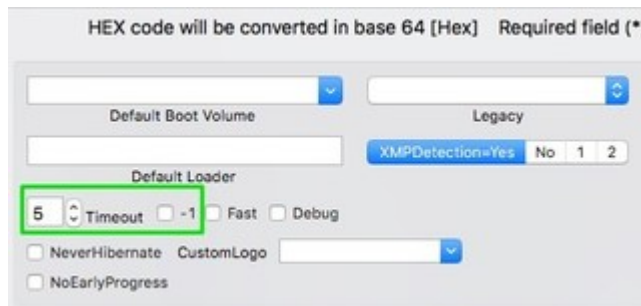 HEX code will be converted in base 64 [Hex] Required field (*
Default Boot Volume Legacy
XMPDetection=Yes No 1 2
Default Loader
5 Timeout -1 Fast Debug
NeverHibernate CustomLogo
NoEarlyProgress